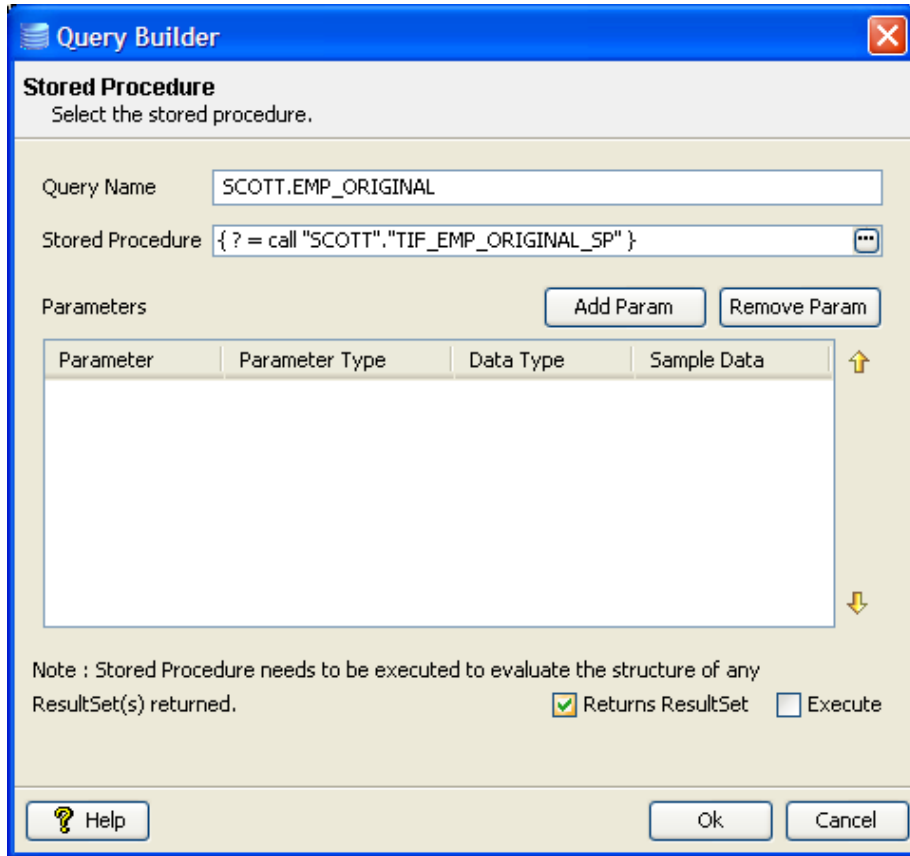 Query Builder
Stored Procedure
Select the stored procedure.
Query Name SCOTT.EMP_ORIGINAL
Stored Procedure { ? = call "SCOTT"."TIF_EMP_ORIGINAL_SP" }
Parameters Add Param Remove Param
Parameter Parameter Type Data Type Sample Data
Note : Stored Procedure needs to be executed to evaluate the structure of any
ResultSet(s) returned. Returns ResultSet Execute
Help Ok Cancel